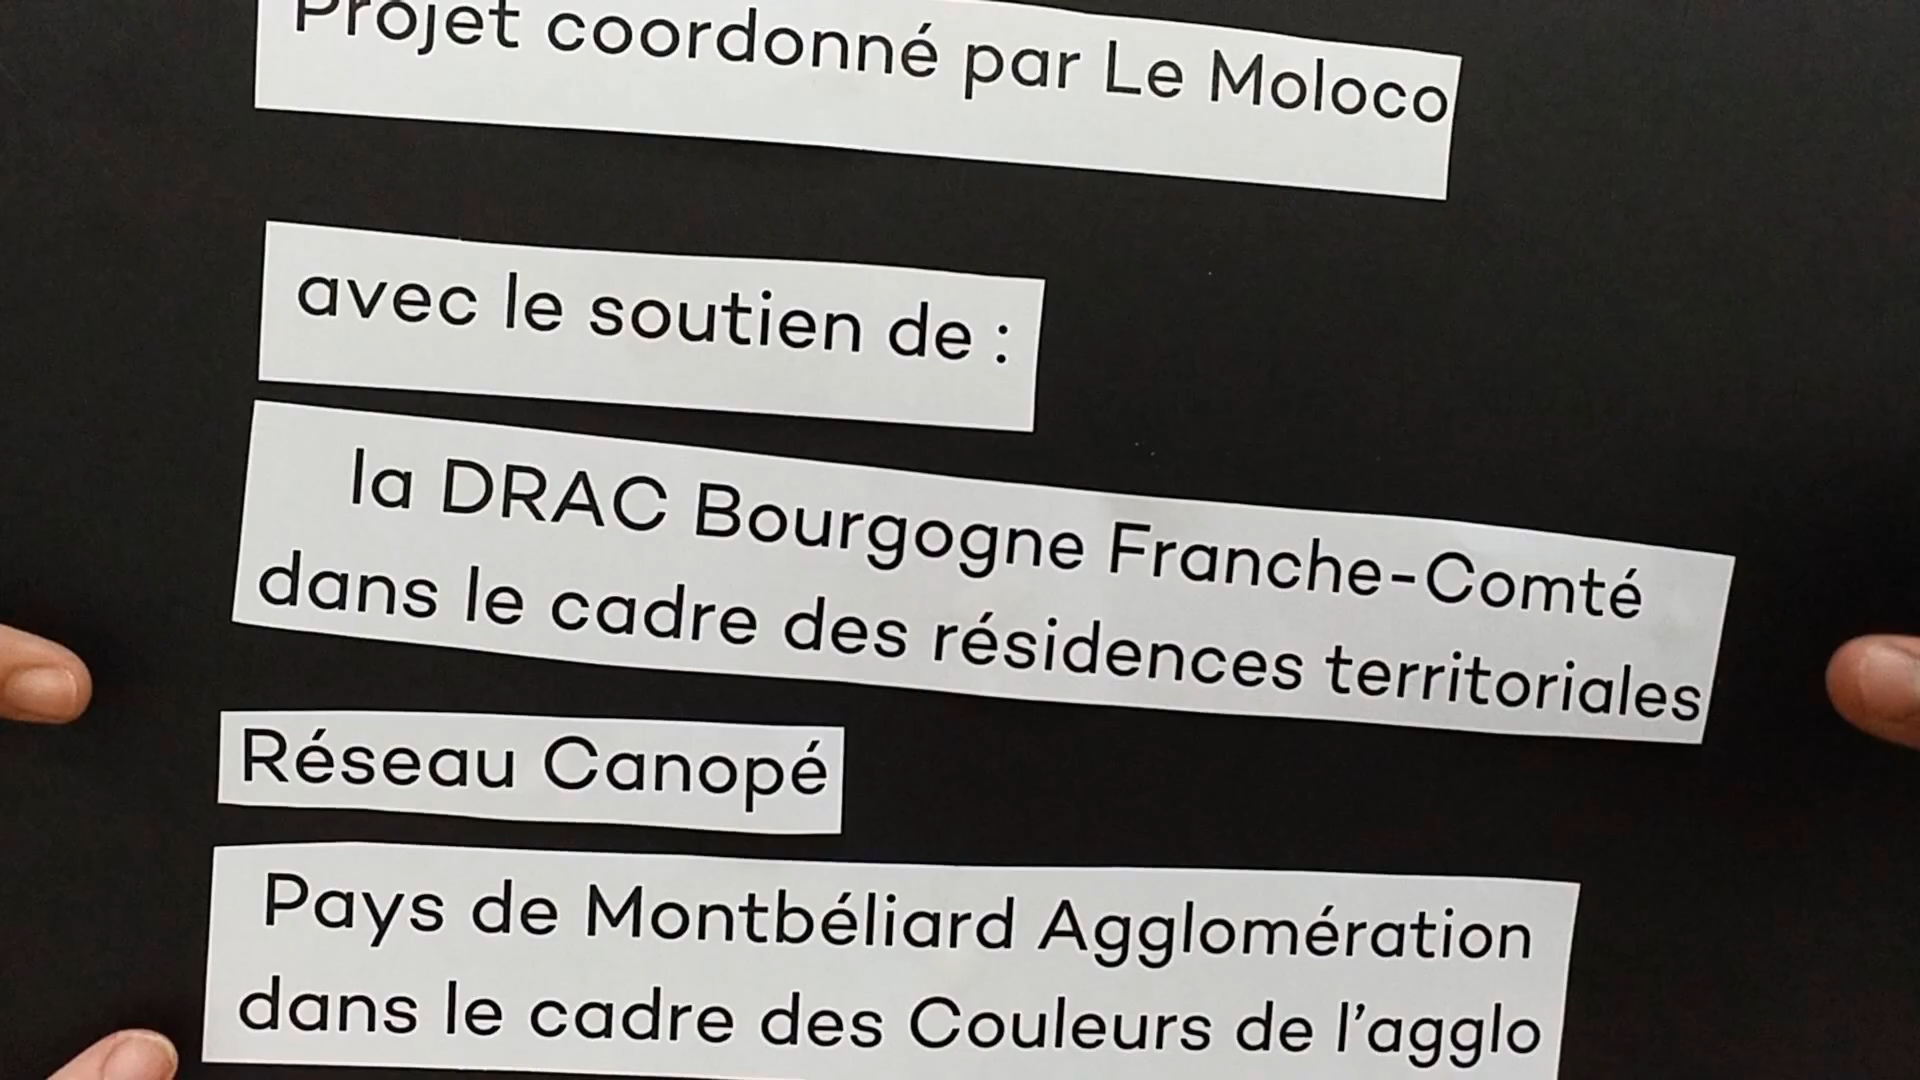 Projet coordonné par Le Moloco
avec le soutien de :
la DRAC Bourgogne Franche-Comté
dans le cadre des résidences territoriales
Réseau Canopé
Pays de Montbéliard Agglomération
dans le cadre des Couleurs de l'agglo